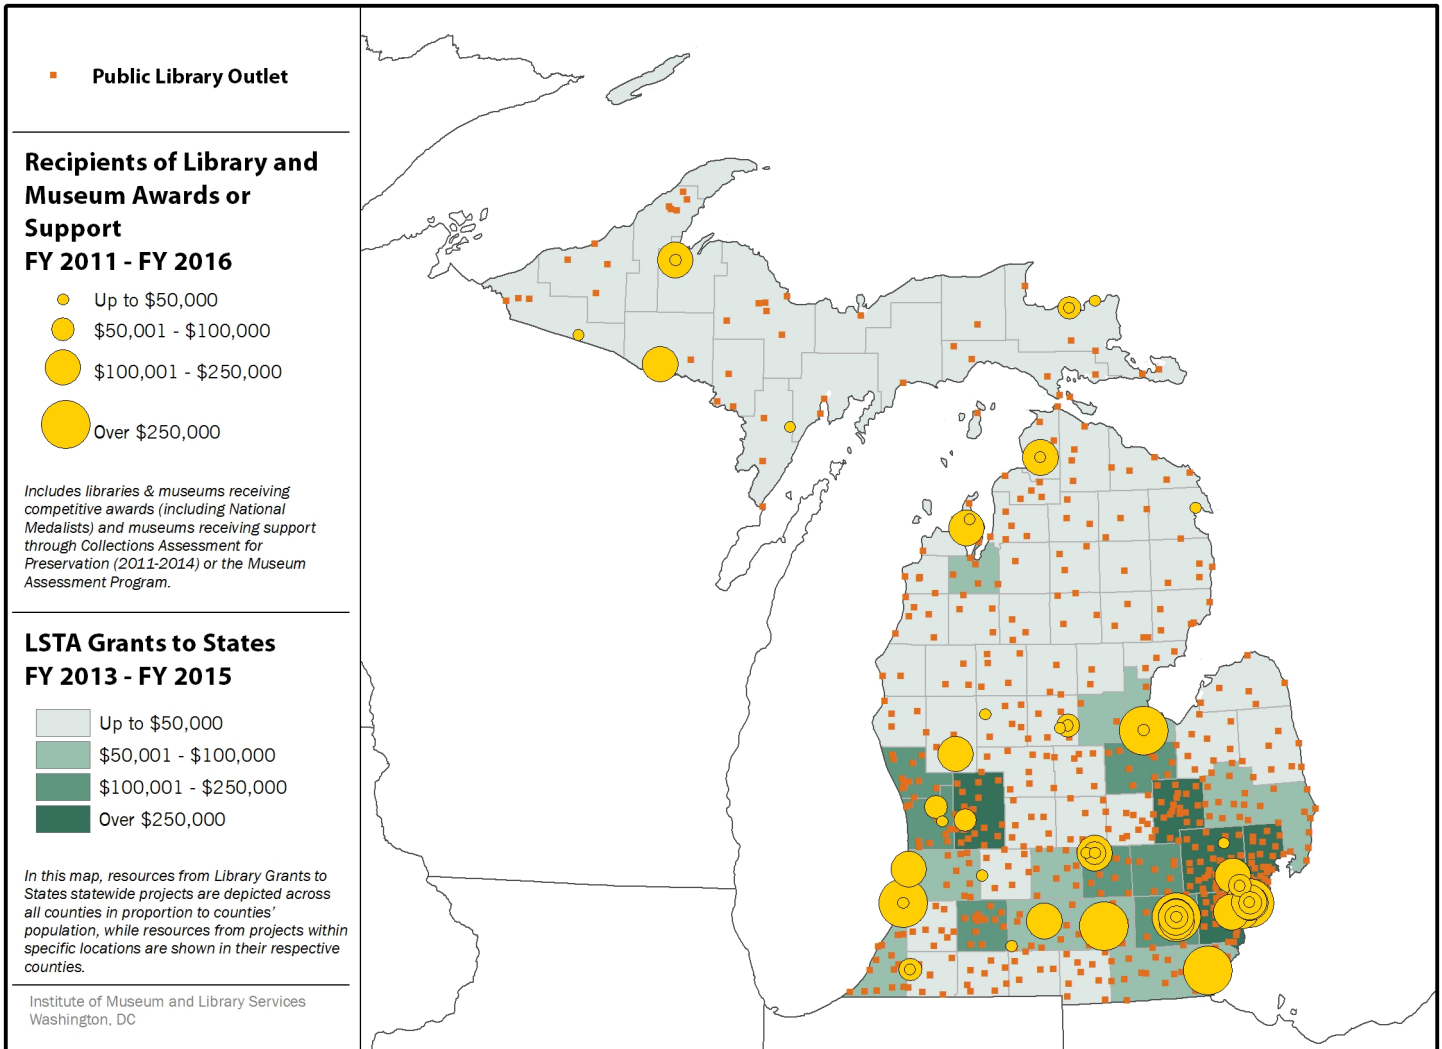 Public Library Outlet
Recipients of Library and
Museum Awards or
Support
FY 2011 - FY 2016
Up to $50,000
$50,001 - $100,000
$100,001 - $250,000
Over $250,000
Includes libraries & museums receiving
competitive awards (including National
Medalists) and museums receiving support
through Collections Assessment for
Preservation (2011-2014) or the Museum
Assessment Program.
LSTA Grants to States
FY 2013 - FY 2015
Up to $50,000
$50,001 - $100,000
$100,001 - $250,000
Over $250,000
In this map, resources from Library Grants to
States statewide projects are depicted across
all counties in proportion to counties'
population, while resources from projects within
specific locations are shown in their respective
counties.
Institute of Museum and Library Services
Washington, DC